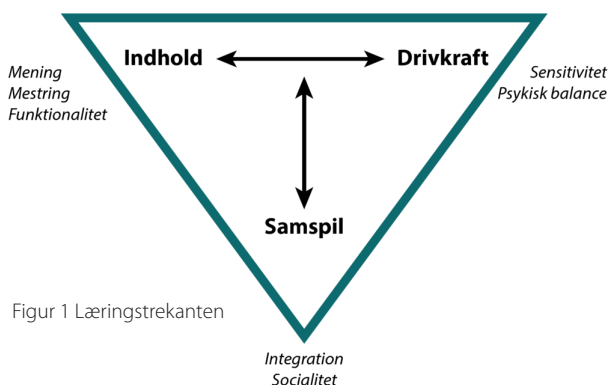 Indhold
Drivkraft
Mening
Mestring
Funktionalitet
Sensitivitet
Psykisk balance
Samspil
Figur 1 Læringstrekanten
Integration
Socialitet